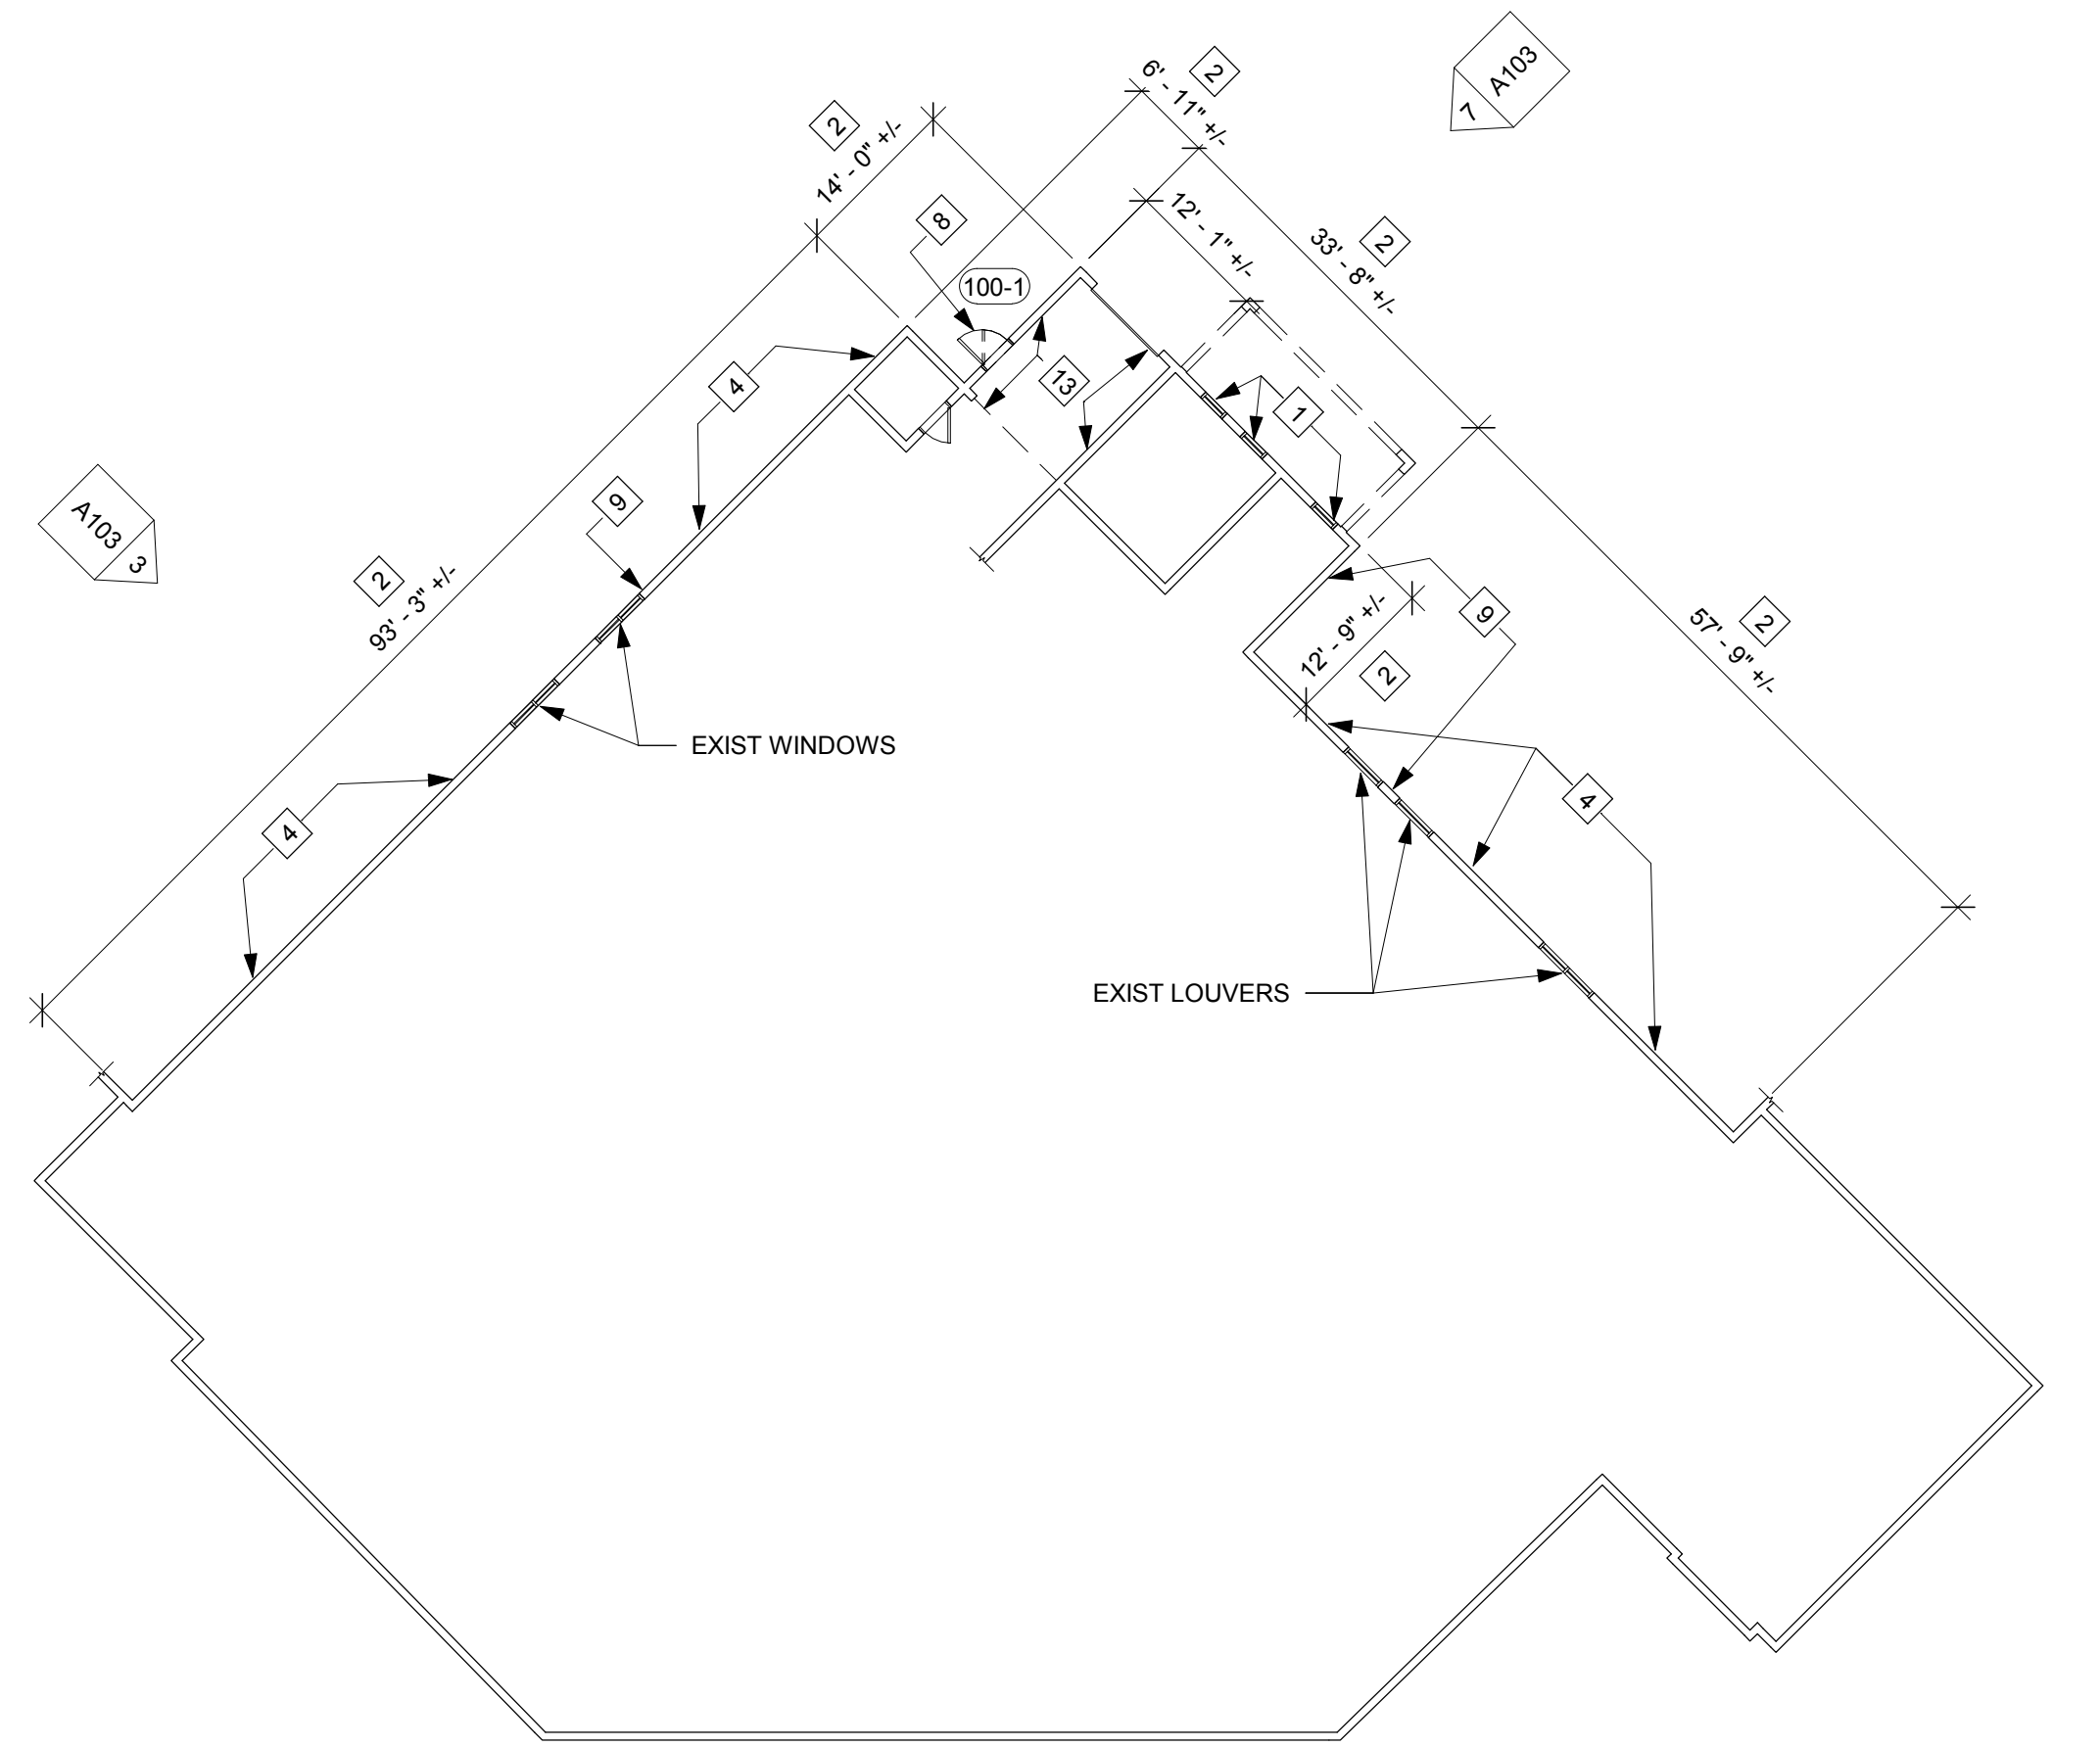 A103
7
2
6' - 11" +/-
2
14' - 0" +/-
12' - 1" +/-
8
2
33' - 8" +/-
100-1
13
4
1
9
A103
3
2
93' - 3" +/-
9
12' - 9" +/-
2
2
57' - 9" +/-
EXIST WINDOWS
4
4
EXIST LOUVERS